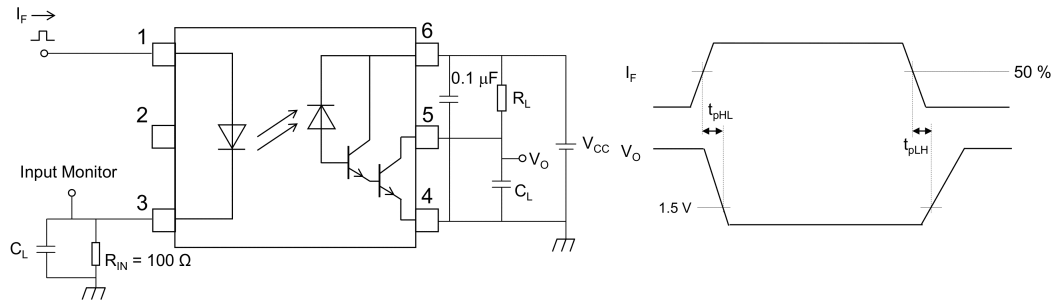 I_F
1
2
3
Input Monitor
C_L
R_IN = 100 Ω
6
5
4
0.1 μF
R_L
V_O
C_L
V_CC
I_F
50 %
t_pHL
t_pLH
V_O
1.5 V